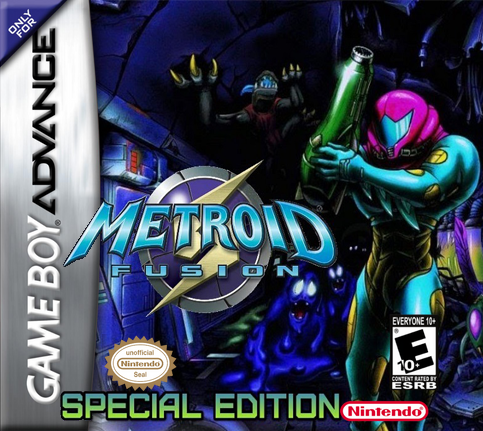 ONLY
FOR
GAME BOY ADVANCE
METROID
FUSION
unofficial
Nintendo
Seal
EVERYONE 10+
E
10+
CONTENT RATED BY
ESRB
SPECIAL EDITION
Nintendo